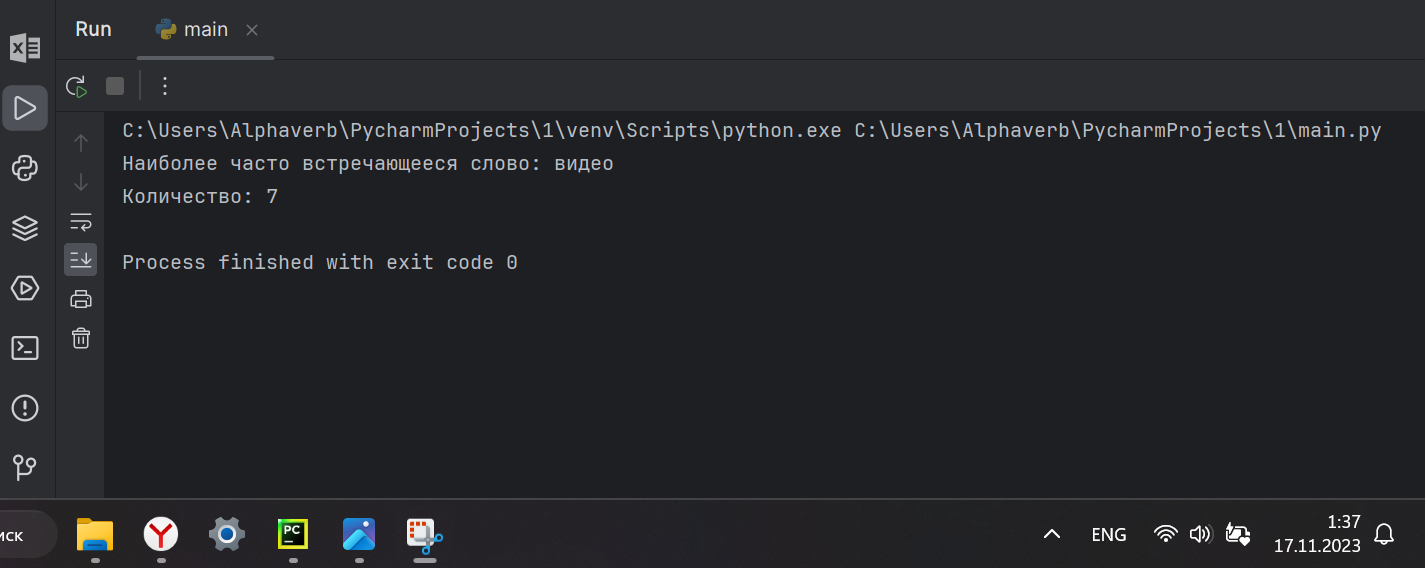 Run
main
C:\Users\Alphaverb\PycharmProjects\1\venv\Scripts\python.exe C:\Users\Alphaverb\PycharmProjects\1\main.py
Наиболее часто встречающееся слово: видео
Количество: 7
Process finished with exit code 0
иск
PC
ENG
1:37
17.11.2023